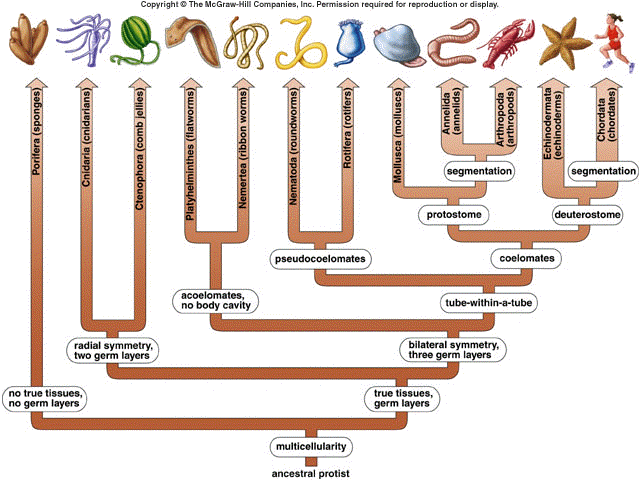 Copyright © The McGraw-Hill Companies, Inc. Permission required for reproduction or display.
Porifera (sponges)
Cnidaria (cnidarians)
Ctenophora (comb jellies)
Platyhelminthes (flatworms)
Nemertea (ribbon worms)
Nematoda (roundworms)
Rotifera (rotifers)
Mollusca (molluscs)
Annelida
(annelids)
Arthropoda
(arthropods)
Echinodermata
(echinoderms)
Chordata
(chordates)
segmentation
segmentation
protostome
deuterostome
pseudocoelomates
coelomates
acoelomates,
no body cavity
tube-within-a-tube
radial symmetry,
two germ layers
bilateral symmetry,
three germ layers
no true tissues,
no germ layers
true tissues,
germ layers
multicellularity
ancestral protist